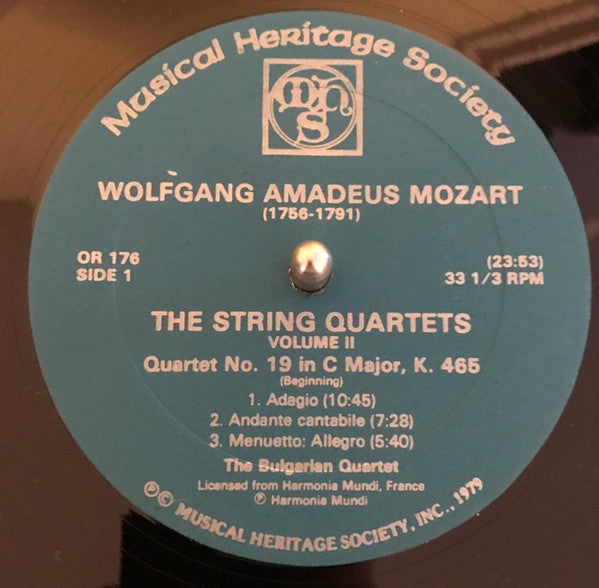 Musical Heritage Society
mhs
WOLFGANG AMADEUS MOZART
(1756-1791)
OR 176
SIDE 1
(23:53)
33 1/3 RPM
THE STRING QUARTETS
VOLUME II
Quartet No. 19 in C Major, K. 465
(Beginning)
1. Adagio (10:45)
2. Andante cantabile (7:28)
3. Menuetto: Allegro (5:40)
The Bulgarian Quartet
Licensed from Harmonia Mundi, France
℗ Harmonia Mundi
℗© MUSICAL HERITAGE SOCIETY, INC., 1979